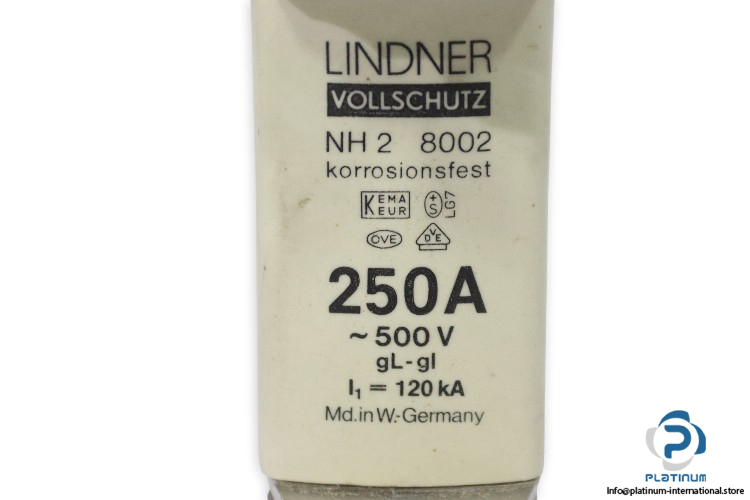 LINDNER
VOLLSCHUTZ
NH 2 8002
korrosionsfest
KEMA KEUR +S LG7
OVE VDE
250A
~ 500 V
gL-gl
I₁ = 120 kA
Md.in W.-Germany
PLATINUM
Info@platinum-international.store